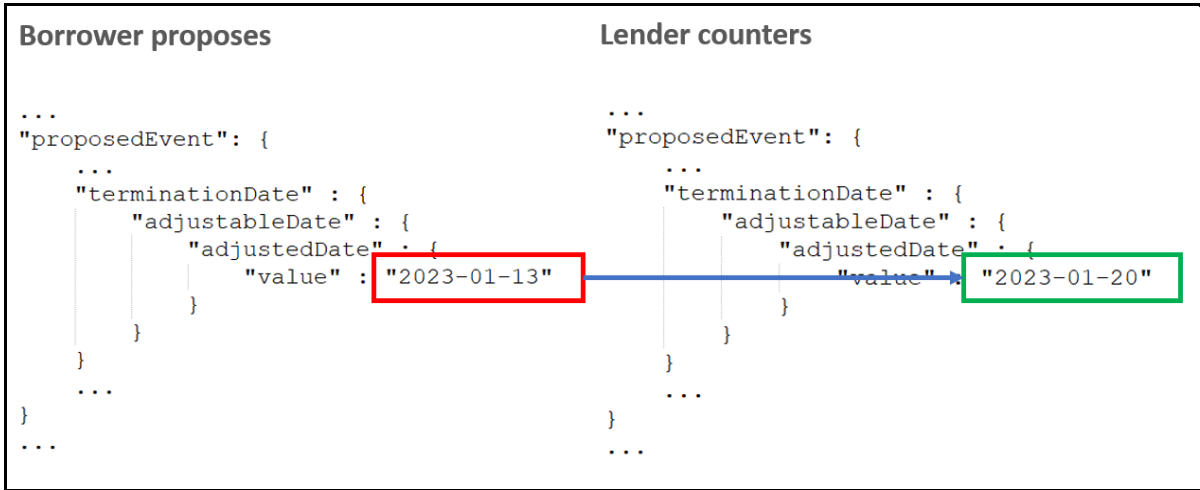 Borrower proposes
...
"proposedEvent": {
...
"terminationDate" : {
"adjustableDate" : {
"adjustedDate" : {
"value" : "2023-01-13"
}
}
}
...
}
...
Lender counters
...
"proposedEvent": {
...
"terminationDate" : {
"adjustableDate" : {
"adjustedDate" : {
"value" : "2023-01-20"
}
}
}
...
}
...